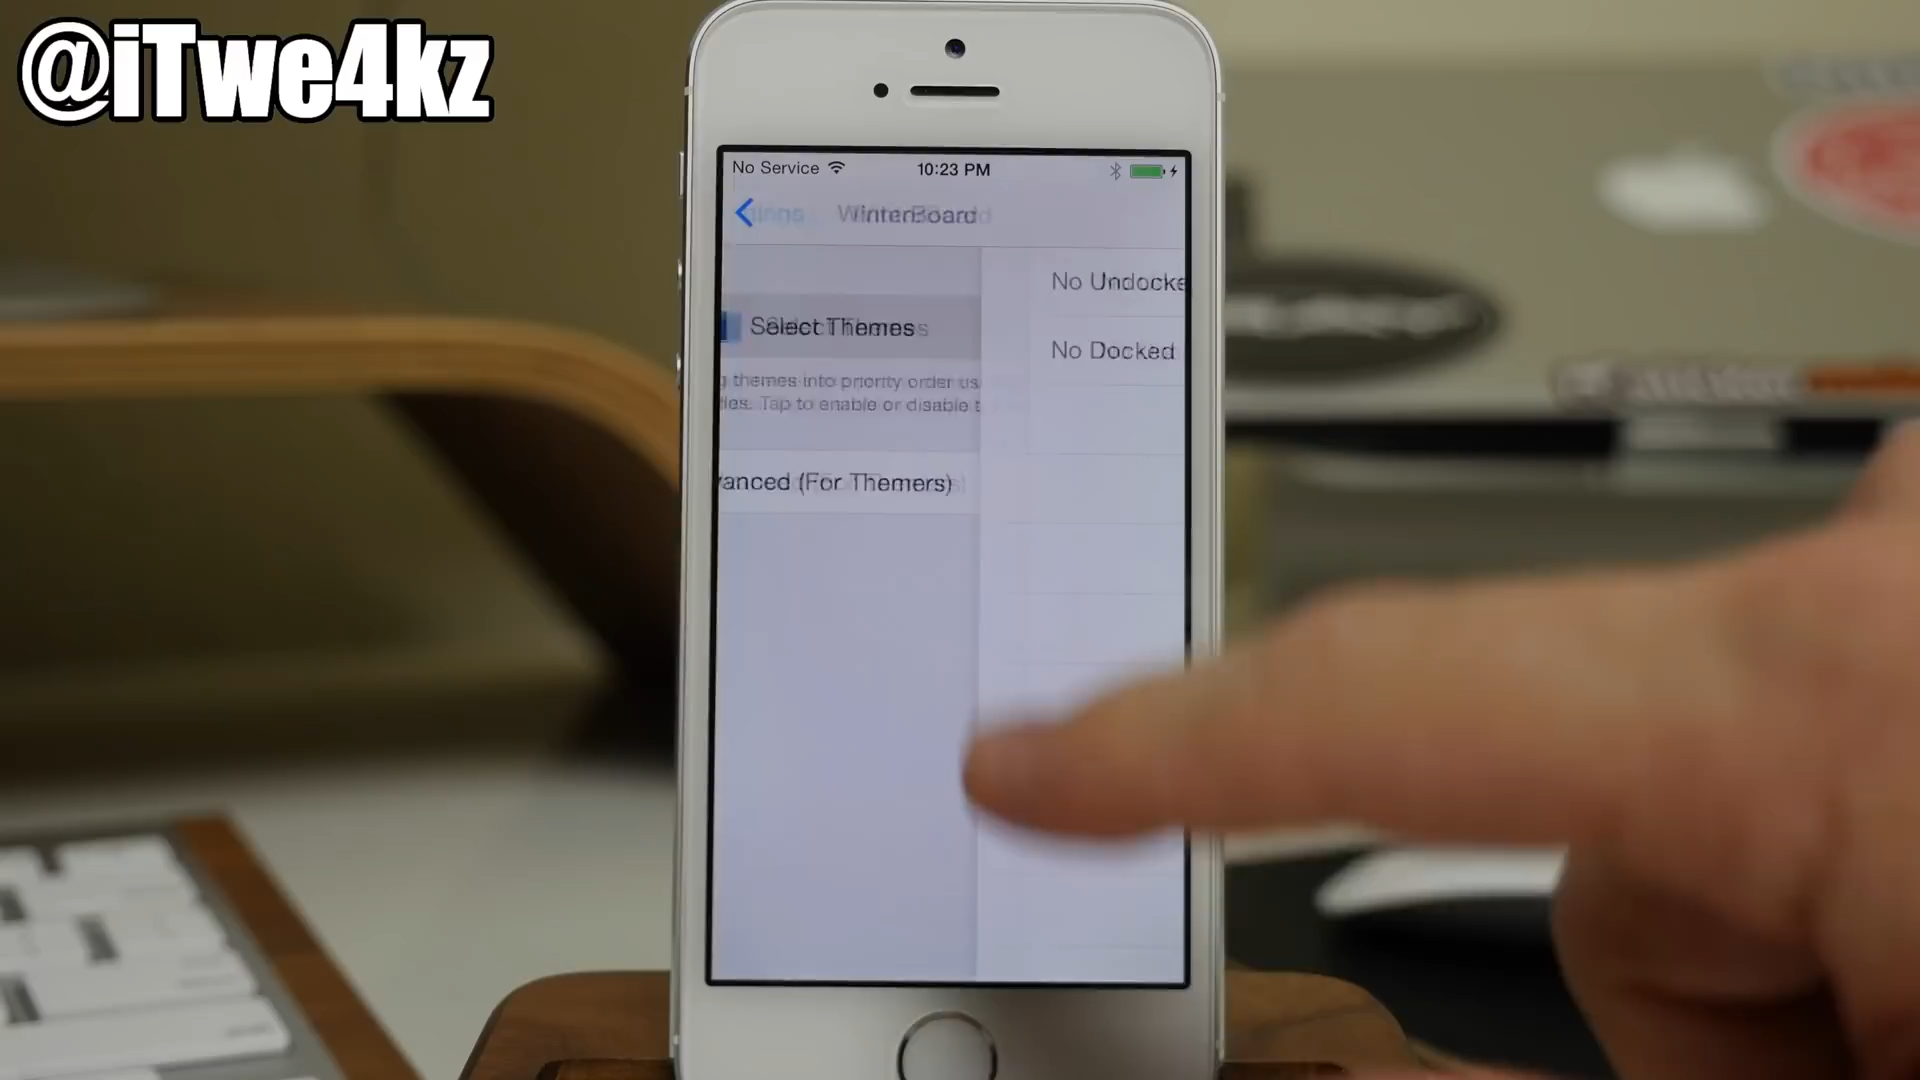 @iTwe4kz
No Service 10:23 PM
WinterBoard
Select Themes
No Undocke
No Docked
themes into priority order us
Tap to enable or disable t
vanced (For Themers)